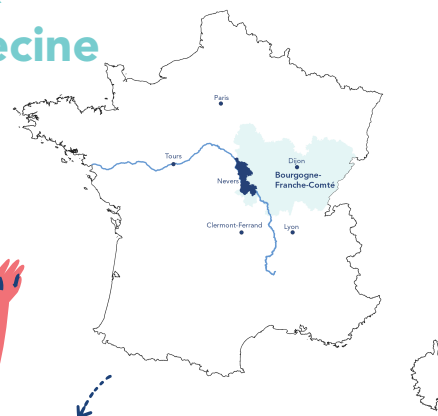 ecine
Paris
Tours
Dijon
Bourgogne-
Franche-Comté
Nevers
Clermont-Ferrand
Lyon